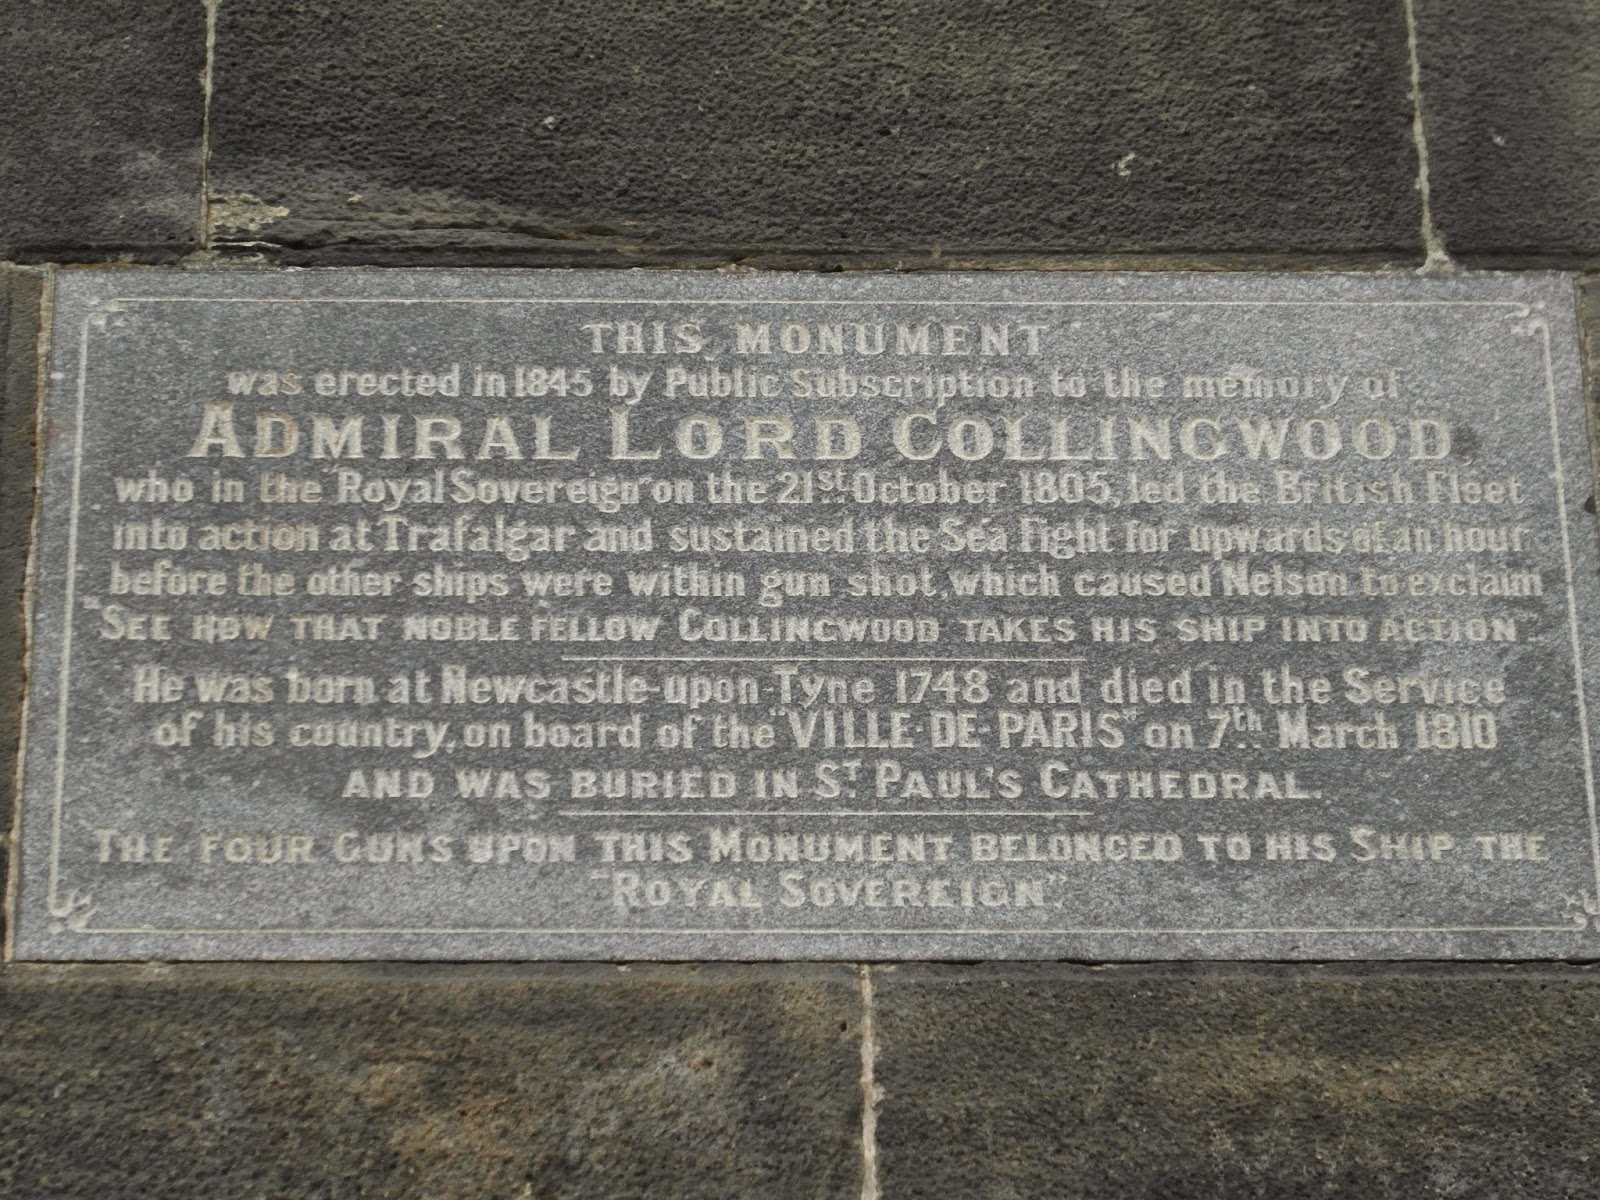 THIS MONUMENT
was erected in 1845 by Public Subscription to the memory of
ADMIRAL LORD COLLINGWOOD,
who in the "Royal Sovereign" on the 21st October 1805, led the British Fleet
into action at Trafalgar and sustained the Sea Fight for upwards of an hour
before the other ships were within gun shot, which caused Nelson to exclaim
"SEE HOW THAT NOBLE FELLOW COLLINGWOOD TAKES HIS SHIP INTO ACTION".
He was born at Newcastle-upon-Tyne 1748 and died in the Service
of his country, on board of the "VILLE-DE-PARIS" on 7th March 1810
AND WAS BURIED IN ST PAUL'S CATHEDRAL.
THE FOUR GUNS UPON THIS MONUMENT BELONGED TO HIS SHIP THE
"ROYAL SOVEREIGN".